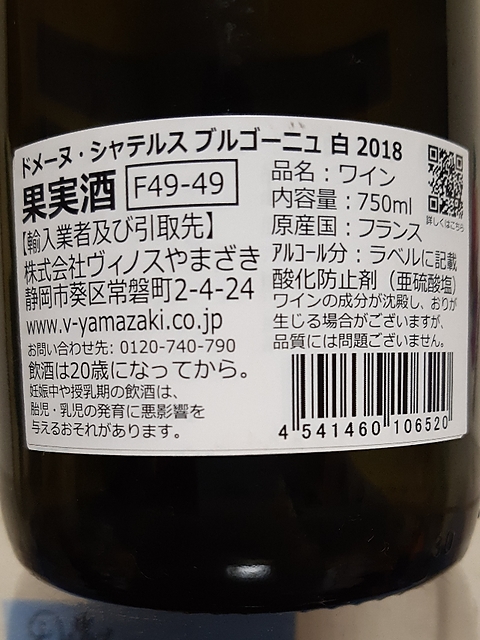 ドメーヌ・シャテルス ブルゴーニュ 白 2018
果実酒 F49-49
【輸入業者及び引取先】
株式会社ヴィノスやまざき
静岡市葵区常磐町2-4-24
www.v-yamazaki.co.jp
お問い合わせ先: 0120-740-790
飲酒は20歳になってから。
妊娠中や授乳期の飲酒は、
胎児・乳児の発育に悪影響を
与えるおそれがあります。
品名：ワイン
内容量：750ml
原産国：フランス
詳しくはこちら
アルコール分：ラベルに記載
酸化防止剤（亜硫酸塩）
ワインの成分が沈殿し、おりが
生じる場合がございますが、
品質には問題ございません。
4 541460 106520